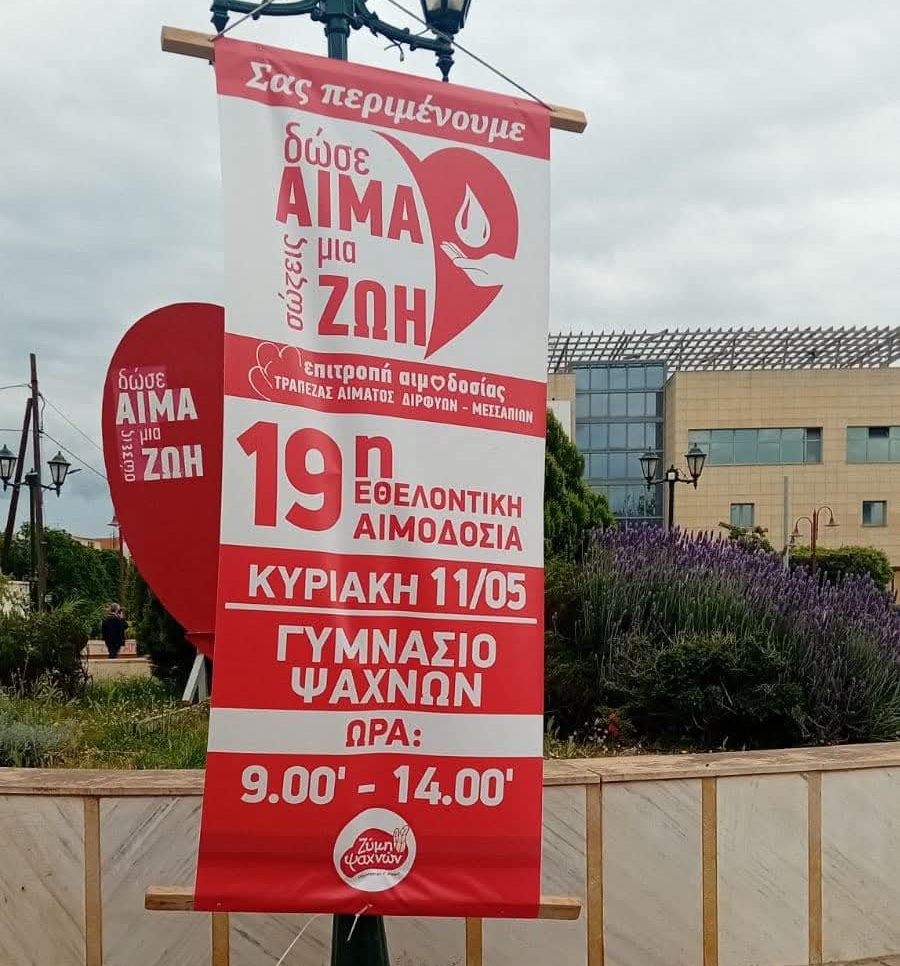 Σας περιμένουμε
δώσε
ΑΙΜΑ
σώζεις
μια
ΖΩΗ
επιτροπή αιμοδοσίας
ΤΡΑΠΕΖΑΣ ΑΙΜΑΤΟΣ ΔΙΡΦΥΩΝ - ΜΕΣΣΑΠΙΩΝ
19η
ΕΘΕΛΟΝΤΙΚΗ
ΑΙΜΟΔΟΣΙΑ
ΚΥΡΙΑΚΗ 11/05
ΓΥΜΝΑΣΙΟ
ΨΑΧΝΩΝ
ΩΡΑ:
9.00' - 14.00'
Ζύμη
ψαχνών
δώσε
ΑΙΜΑ
σώζεις
μια
ΖΩΗ